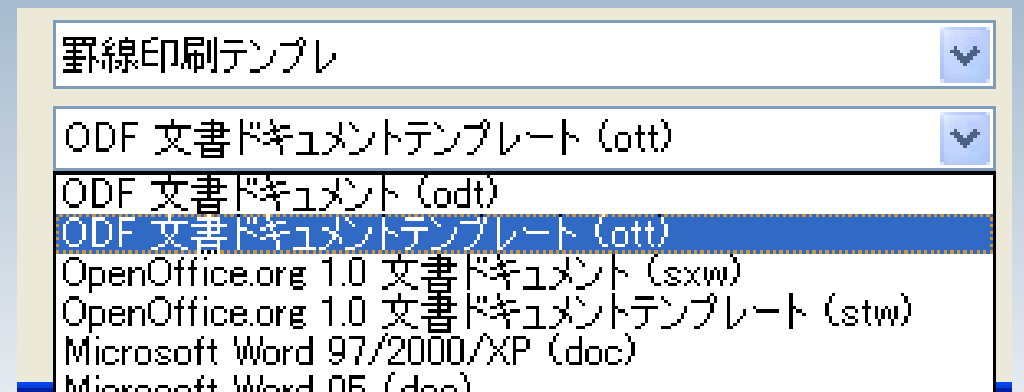 罫線印刷テンプレ
ODF 文書ドキュメントテンプレート (ott)
ODF 文書ドキュメント (odt)
ODF 文書ドキュメントテンプレート (ott)
OpenOffice.org 1.0 文書ドキュメント (sxw)
OpenOffice.org 1.0 文書ドキュメントテンプレート (stw)
Microsoft Word 97/2000/XP (doc)
Microsoft Word 95 (doc)